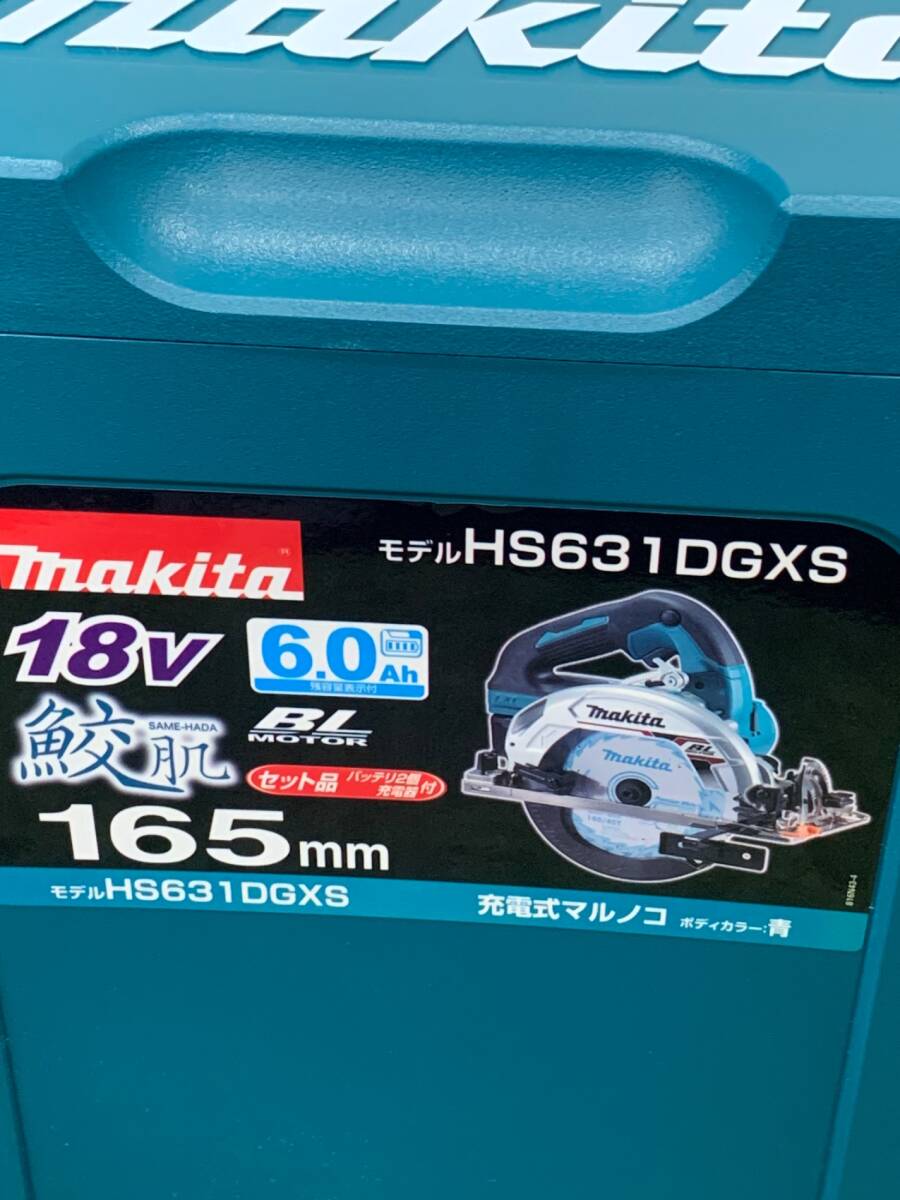 makita
makita
モデルHS631DGXS
18V
6.0Ah
残容量表示付
鮫肌
SAME-HADA
BL
MOTOR
セット品 バッテリ2個 充電器 付
165mm
makita
BL
makita
モデルHS631DGXS
充電式マルノコ ボディカラー:青
816N43-4